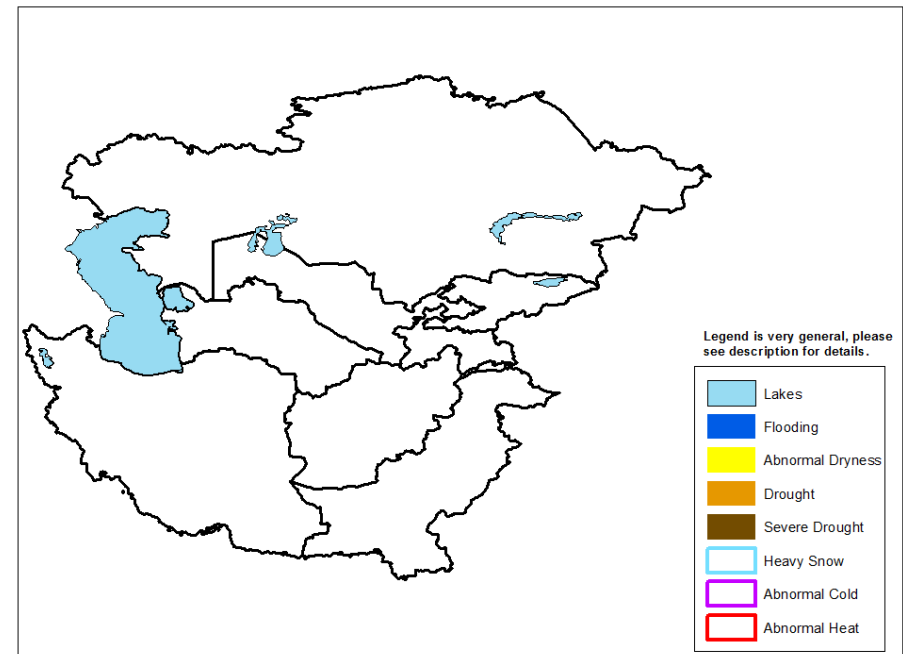 Legend is very general, please
see description for details.
Lakes
Flooding
Abnormal Dryness
Drought
Severe Drought
Heavy Snow
Abnormal Cold
Abnormal Heat